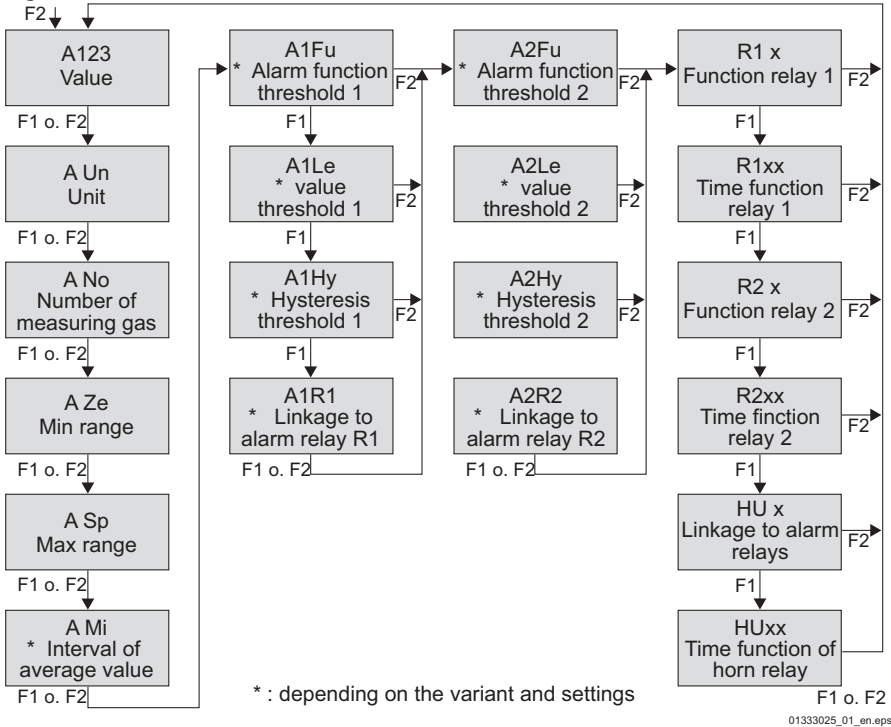 F2
A123
Value
F1 o. F2
A Un
Unit
F1 o. F2
A No
Number of
measuring gas
F1 o. F2
A Ze
Min range
F1 o. F2
A Sp
Max range
F1 o. F2
A Mi
* Interval of
average value
F1 o. F2
A1Fu
* Alarm function
threshold 1
F2
F1
A1Le
* value
threshold 1
F2
F1
A1Hy
* Hysteresis
threshold 1
F2
F1
A1R1
* Linkage to
alarm relay R1
F1 o. F2
A2Fu
* Alarm function
threshold 2
F2
A2Le
* value
threshold 2
F2
A2Hy
* Hysteresis
threshold 2
F2
A2R2
* Linkage to
alarm relay R2
F1 o. F2
R1 x
Function relay 1
F2
F1
R1xx
Time function
relay 1
F2
F1
R2 x
Function relay 2
F2
F1
R2xx
Time finction
relay 2
F2
F1
HU x
Linkage to alarm
relays
F2
F1
HUxx
Time function of
horn relay
F1 o. F2
* : depending on the variant and settings
01333025_01_en.eps